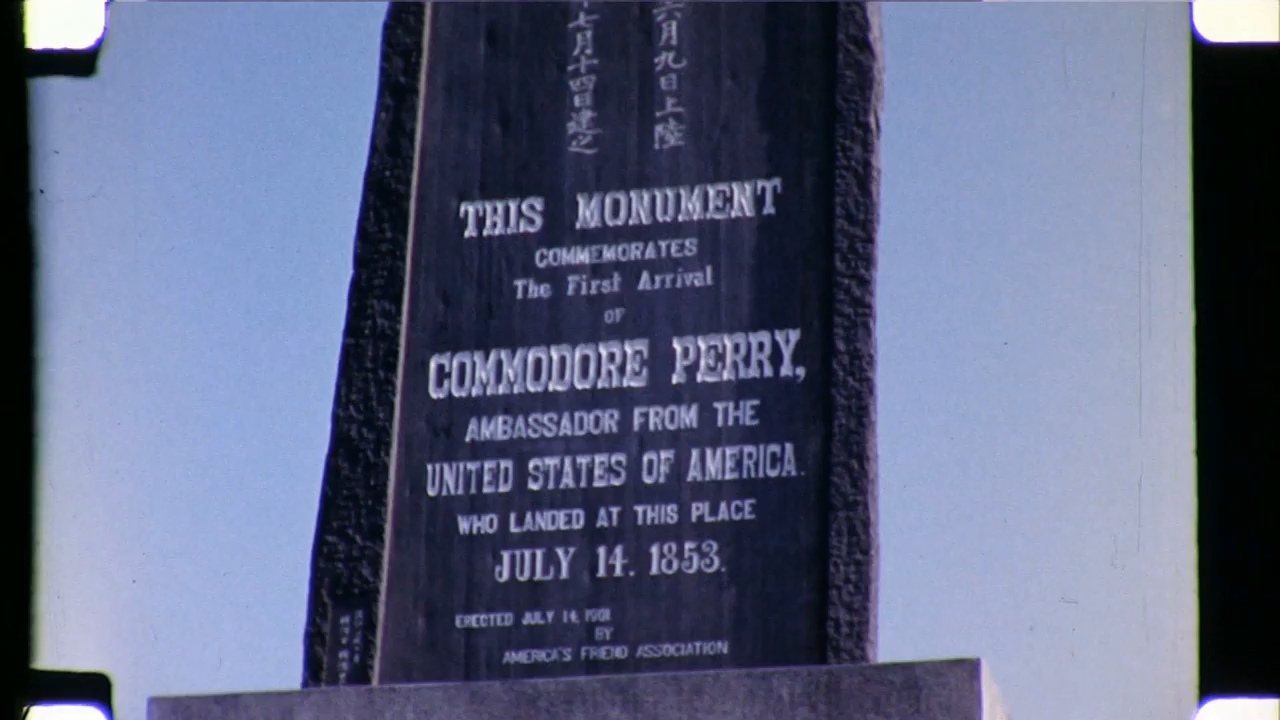 六月九日上陸
七月十四日建之
THIS MONUMENT
COMMEMORATES
The First Arrival
OF
COMMODORE PERRY,
AMBASSADOR FROM THE
UNITED STATES OF AMERICA.
WHO LANDED AT THIS PLACE
JULY 14. 1853.
ERECTED JULY 14, 1901
BY
AMERICA'S FRIEND ASSOCIATION